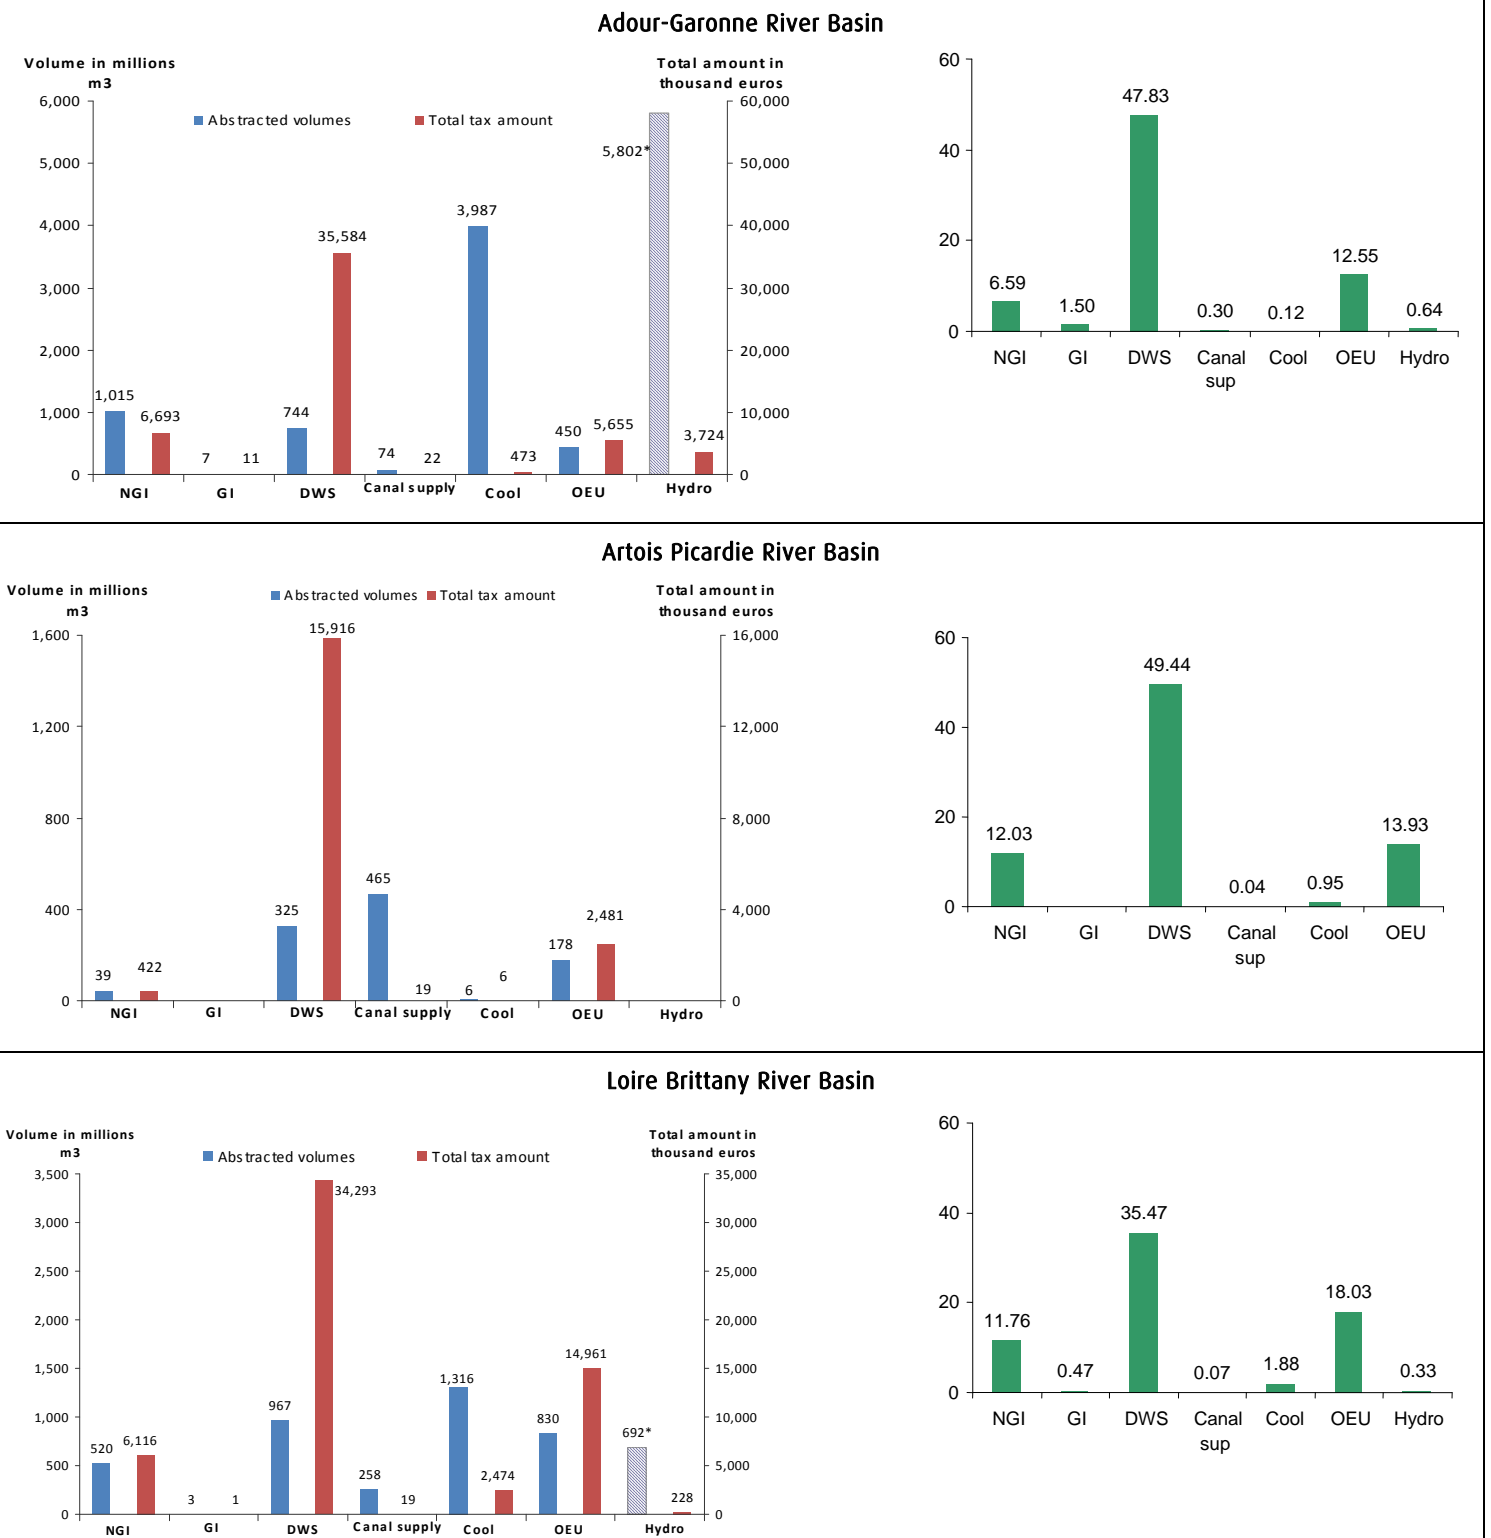 Adour-Garonne River Basin
Volume in millions
m3
Total amount in
thousand euros
Abstracted volumes
Total tax amount
6,000
5,000
4,000
3,000
2,000
1,000
0
60,000
50,000
40,000
30,000
20,000
10,000
0
1,015
6,693
7
11
744
35,584
74
22
3,987
473
450
5,655
5,802*
3,724
NGI
GI
DWS
Canal supply
Cool
OEU
Hydro
60
40
20
0
6.59
1.50
47.83
0.30
0.12
12.55
0.64
NGI
GI
DWS
Canal
sup
Cool
OEU
Hydro
Artois Picardie River Basin
Volume in millions
m3
Total amount in
thousand euros
Abstracted volumes
Total tax amount
1,600
1,200
800
400
0
16,000
12,000
8,000
4,000
0
39
422
325
15,916
465
19
6
6
178
2,481
NGI
GI
DWS
Canal supply
Cool
OEU
Hydro
60
40
20
0
12.03
49.44
0.04
0.95
13.93
NGI
GI
DWS
Canal
sup
Cool
OEU
Loire Brittany River Basin
Volume in millions
m3
Total amount in
thousand euros
Abstracted volumes
Total tax amount
3,500
3,000
2,500
2,000
1,500
1,000
500
0
35,000
30,000
25,000
20,000
15,000
10,000
5,000
0
520
6,116
3
1
967
34,293
258
19
1,316
2,474
830
14,961
692*
228
NGI
GI
DWS
Canal supply
Cool
OEU
Hydro
60
40
20
0
11.76
0.47
35.47
0.07
1.88
18.03
0.33
NGI
GI
DWS
Canal
sup
Cool
OEU
Hydro